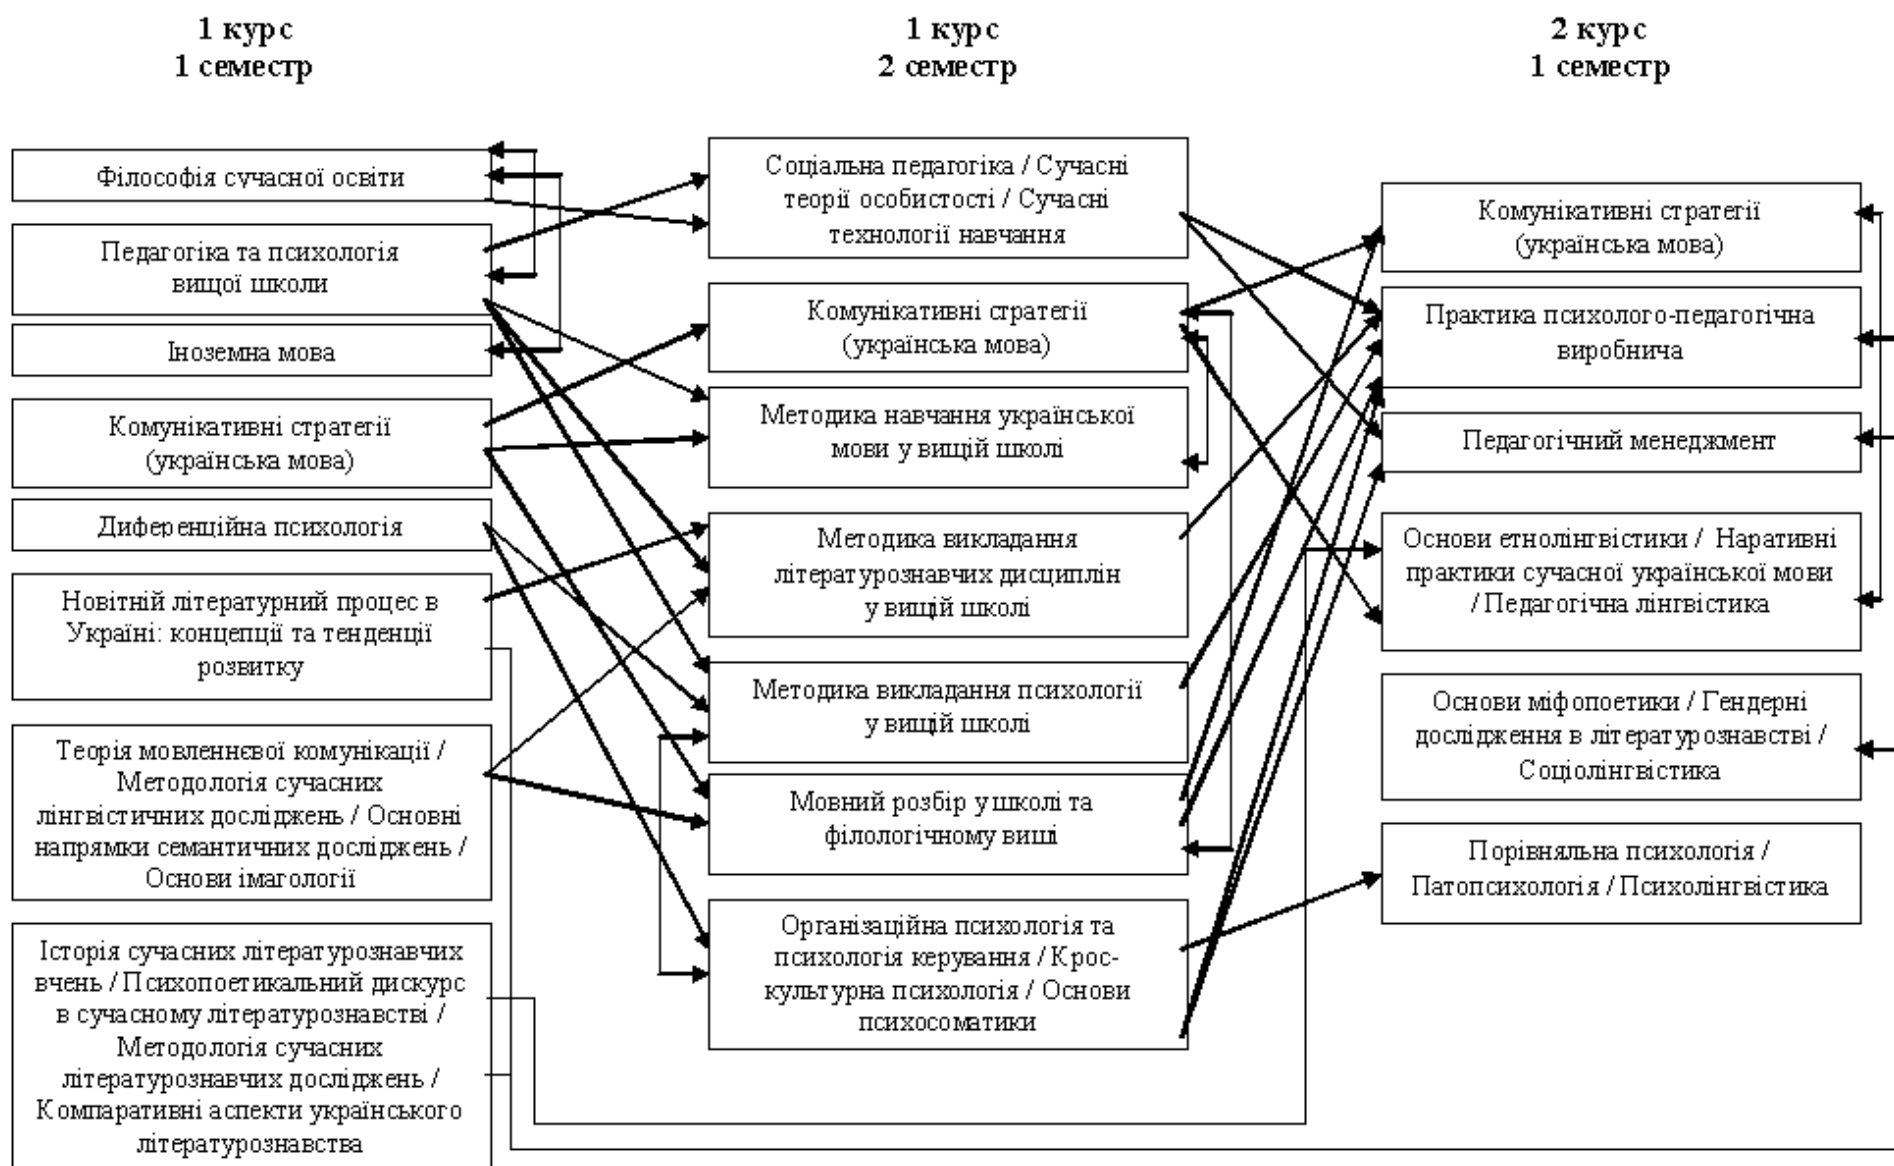 1 курс
1 семестр
1 курс
2 семестр
2 курс
1 семестр
Філософія сучасної освіти
Педагогіка та психологія
вищої школи
Іноземна мова
Комунікативні стратегії
(українська мова)
Диференційна психологія
Новітній літературний процес в
Україні: концепції та тенденції
розвитку
Теорія мовленнєвої комунікації /
Методологія сучасних
лінгвістичних досліджень / Основні
напрямки семантичних досліджень /
Основи імагології
Історія сучасних літературознавчих
вчень / Психопоетикальний дискурс
в сучасному літературознавстві /
Методологія сучасних
літературознавчих досліджень /
Компаративні аспекти українського
літературознавства
Соціальна педагогіка / Сучасні
теорії особистості / Сучасні
технології навчання
Комунікативні стратегії
(українська мова)
Методика навчання української
мови у вищій школі
Методика викладання
літературознавчих дисциплін
у вищій школі
Методика викладання психології
у вищій школі
Мовний розбір у школі та
філологічному виші
Організаційна психологія та
психологія керування / Крос-
культурна психологія / Основи
психосоматики
Комунікативні стратегії
(українська мова)
Практика психолого-педагогічна
виробнича
Педагогічний менеджмент
Основи етнолінгвістики / Наративні
практики сучасної української мови
/ Педагогічна лінгвістика
Основи міфопоетики / Гендерні
дослідження в літературознавстві /
Соціолінгвістика
Порівняльна психологія /
Патопсихологія / Психолінгвістика